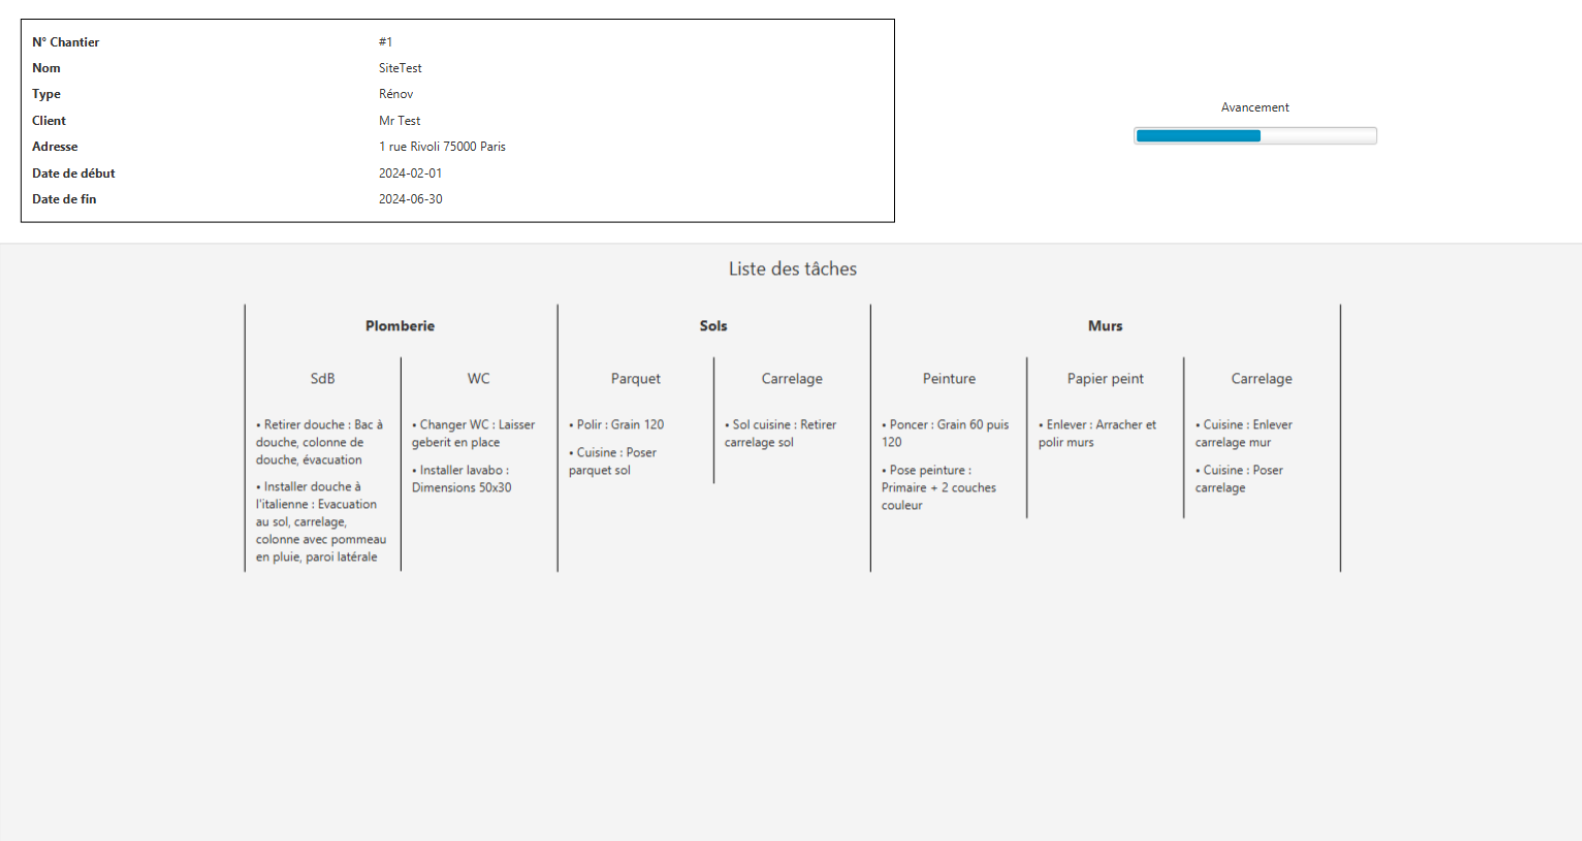 N° Chantier #1
Nom SiteTest
Type Rénov
Client Mr Test
Adresse 1 rue Rivoli 75000 Paris
Date de début 2024-02-01
Date de fin 2024-06-30
Avancement
Liste des tâches
Plomberie
SdB
• Retirer douche : Bac à
douche, colonne de
douche, évacuation
• Installer douche à
l'italienne : Evacuation
au sol, carrelage,
colonne avec pommeau
en pluie, paroi latérale
WC
• Changer WC : Laisser
geberit en place
• Installer lavabo :
Dimensions 50x30
Sols
Parquet
• Polir : Grain 120
• Cuisine : Poser
parquet sol
Carrelage
• Sol cuisine : Retirer
carrelage sol
Murs
Peinture
• Poncer : Grain 60 puis
120
• Pose peinture :
Primaire + 2 couches
couleur
Papier peint
• Enlever : Arracher et
polir murs
Carrelage
• Cuisine : Enlever
carrelage mur
• Cuisine : Poser
carrelage